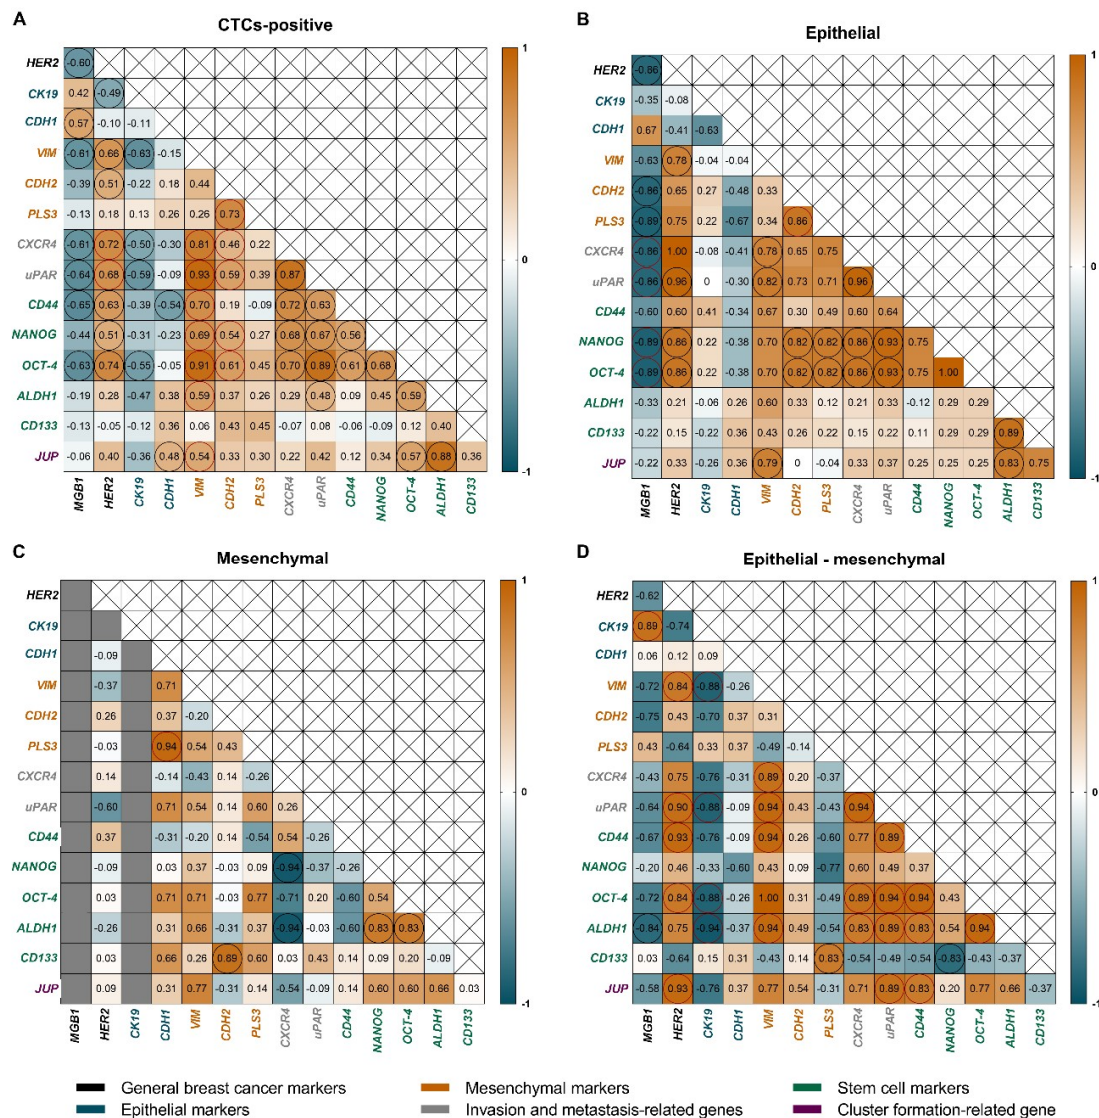 A
CTCs-positive
HER2 -0.60
CK19 0.42 -0.49
CDH1 0.57 -0.10 -0.11
VIM -0.61 0.66 -0.63 -0.15
CDH2 -0.39 0.51 -0.22 0.18 0.44
PLS3 -0.13 0.18 0.13 0.26 0.26 0.73
CXCR4 -0.61 0.72 -0.50 -0.30 0.81 0.46 0.22
uPAR -0.64 0.68 -0.59 -0.09 0.93 0.59 0.39 0.87
CD44 -0.65 0.63 -0.39 -0.54 0.70 0.19 -0.09 0.72 0.63
NANOG -0.44 0.51 -0.31 -0.23 0.69 0.54 0.27 0.68 0.67 0.56
OCT-4 -0.63 0.74 -0.55 -0.05 0.91 0.61 0.45 0.70 0.89 0.61 0.68
ALDH1 -0.19 0.28 -0.47 0.38 0.59 0.37 0.26 0.29 0.48 0.09 0.45 0.59
CD133 -0.13 -0.05 -0.12 0.36 0.06 0.43 0.45 -0.07 0.08 -0.06 -0.09 0.12 0.40
JUP -0.06 0.40 -0.36 0.48 0.54 0.33 0.30 0.22 0.42 0.12 0.34 0.57 0.88 0.36
MGB1 HER2 CK19 CDH1 VIM CDH2 PLS3 CXCR4 uPAR CD44 NANOG OCT-4 ALDH1 CD133
1
0
-1
B
Epithelial
HER2 -0.86
CK19 -0.35 -0.08
CDH1 0.67 -0.41 -0.63
VIM -0.63 0.78 -0.04 -0.04
CDH2 -0.86 0.65 0.27 -0.48 0.33
PLS3 -0.89 0.75 0.22 -0.67 0.34 0.86
CXCR4 -0.86 1.00 -0.08 -0.41 0.78 0.65 0.75
uPAR -0.86 0.96 0 -0.30 0.82 0.73 0.71 0.96
CD44 -0.60 0.60 0.41 -0.34 0.67 0.30 0.49 0.60 0.64
NANOG -0.89 0.86 0.22 -0.38 0.70 0.82 0.82 0.86 0.93 0.75
OCT-4 -0.89 0.86 0.22 -0.38 0.70 0.82 0.82 0.86 0.93 0.75 1.00
ALDH1 -0.33 0.21 -0.06 0.26 0.60 0.33 0.12 0.21 0.33 -0.12 0.29 0.29
CD133 -0.22 0.15 -0.22 0.36 0.43 0.26 0.22 0.15 0.22 0.11 0.29 0.29 0.89
JUP -0.22 0.33 -0.26 0.36 0.79 0 -0.04 0.33 0.37 0.25 0.25 0.25 0.83 0.75
MGB1 HER2 CK19 CDH1 VIM CDH2 PLS3 CXCR4 uPAR CD44 NANOG OCT-4 ALDH1 CD133
1
0
-1
C
Mesenchymal
HER2
CK19
CDH1 -0.09
VIM -0.37 0.71
CDH2 0.26 0.37 -0.20
PLS3 -0.03 0.94 0.54 0.43
CXCR4 0.14 -0.14 -0.43 0.14 -0.26
uPAR -0.60 0.71 0.54 0.14 0.60 0.26
CD44 0.37 -0.31 -0.20 0.14 -0.54 0.54 -0.26
NANOG -0.09 0.03 0.37 -0.03 0.09 -0.94 -0.37 -0.26
OCT-4 0.03 0.71 0.71 -0.03 0.77 -0.71 0.20 -0.60 0.54
ALDH1 -0.26 0.31 0.66 -0.31 0.37 -0.94 -0.03 -0.60 0.83 0.83
CD133 0.03 0.66 0.26 0.89 0.60 0.03 0.43 0.14 0.09 0.20 -0.09
JUP 0.09 0.31 0.77 -0.31 0.14 -0.54 -0.09 0.14 0.60 0.60 0.66 0.03
MGB1 HER2 CK19 CDH1 VIM CDH2 PLS3 CXCR4 uPAR CD44 NANOG OCT-4 ALDH1 CD133
1
0
-1
D
Epithelial - mesenchymal
HER2 -0.62
CK19 0.89 -0.74
CDH1 0.06 0.12 0.09
VIM -0.72 0.84 -0.88 -0.26
CDH2 -0.75 0.43 -0.70 0.37 0.31
PLS3 0.43 -0.64 0.33 0.37 -0.49 -0.14
CXCR4 -0.43 0.75 -0.76 -0.31 0.89 0.20 -0.37
uPAR -0.64 0.90 -0.88 -0.09 0.94 0.43 -0.43 0.94
CD44 -0.67 0.93 -0.76 -0.09 0.94 0.26 -0.60 0.77 0.89
NANOG -0.20 0.46 -0.33 -0.60 0.43 0.09 -0.77 0.60 0.49 0.37
OCT-4 -0.72 0.84 -0.88 -0.26 1.00 0.31 -0.49 0.89 0.94 0.94 0.43
ALDH1 -0.84 0.75 -0.94 -0.37 0.94 0.49 -0.54 0.83 0.89 0.83 0.54 0.94
CD133 0.03 -0.64 0.15 0.31 -0.43 0.14 0.83 -0.54 -0.49 -0.54 -0.83 -0.43 -0.37
JUP -0.58 0.93 -0.76 0.37 0.77 0.54 -0.31 0.71 0.89 0.83 0.20 0.77 0.66 -0.37
MGB1 HER2 CK19 CDH1 VIM CDH2 PLS3 CXCR4 uPAR CD44 NANOG OCT-4 ALDH1 CD133
1
0
-1
General breast cancer markers
Mesenchymal markers
Stem cell markers
Epithelial markers
Invasion and metastasis-related genes
Cluster formation-related gene